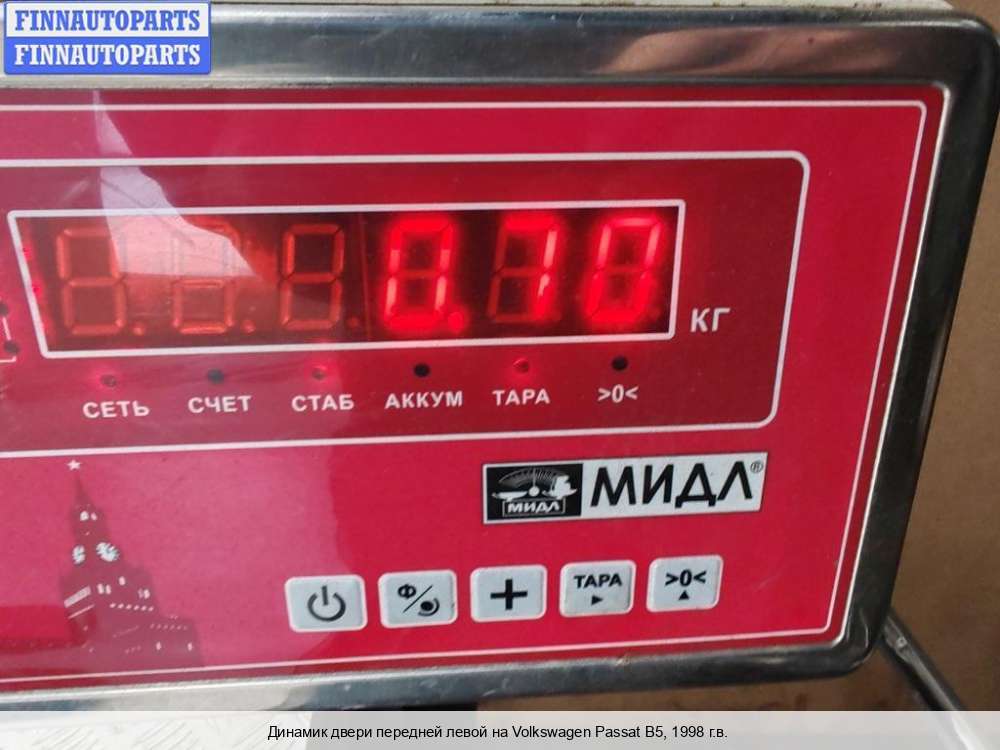 FINNAUTOPARTS
FINNAUTOPARTS
0.70
КГ
СЕТЬ СЧЕТ СТАБ АККУМ ТАРА >0<
МИДЛ МИДЛ®
Ф ТАРА >0<
Динамик двери передней левой на Volkswagen Passat B5, 1998 г.в.